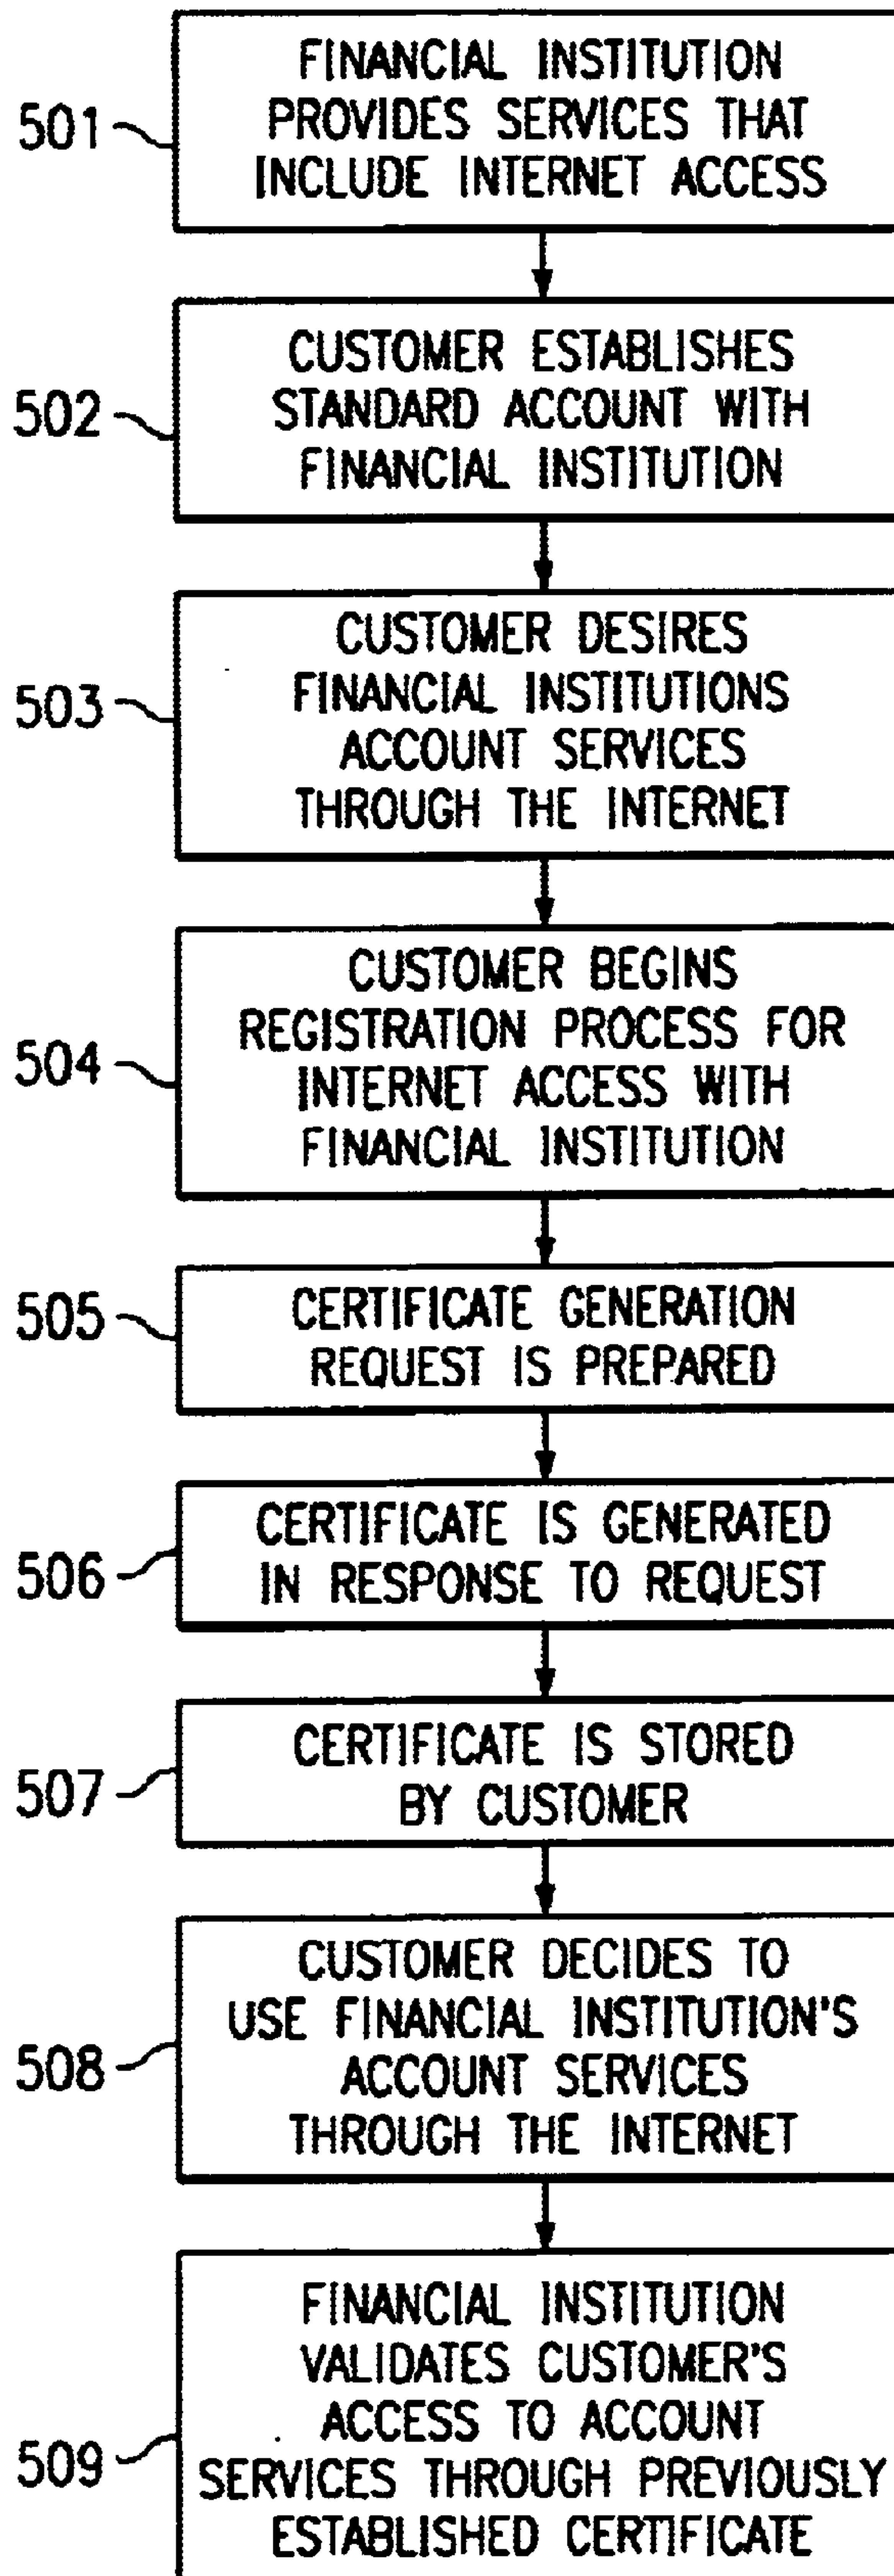 501
FINANCIAL INSTITUTION
PROVIDES SERVICES THAT
INCLUDE INTERNET ACCESS
502
CUSTOMER ESTABLISHES
STANDARD ACCOUNT WITH
FINANCIAL INSTITUTION
503
CUSTOMER DESIRES
FINANCIAL INSTITUTIONS
ACCOUNT SERVICES
THROUGH THE INTERNET
504
CUSTOMER BEGINS
REGISTRATION PROCESS FOR
INTERNET ACCESS WITH
FINANCIAL INSTITUTION
505
CERTIFICATE GENERATION
REQUEST IS PREPARED
506
CERTIFICATE IS GENERATED
IN RESPONSE TO REQUEST
507
CERTIFICATE IS STORED
BY CUSTOMER
508
CUSTOMER DECIDES TO
USE FINANCIAL INSTITUTION'S
ACCOUNT SERVICES
THROUGH THE INTERNET
509
FINANCIAL INSTITUTION
VALIDATES CUSTOMER'S
ACCESS TO ACCOUNT
SERVICES THROUGH PREVIOUSLY
ESTABLISHED CERTIFICATE